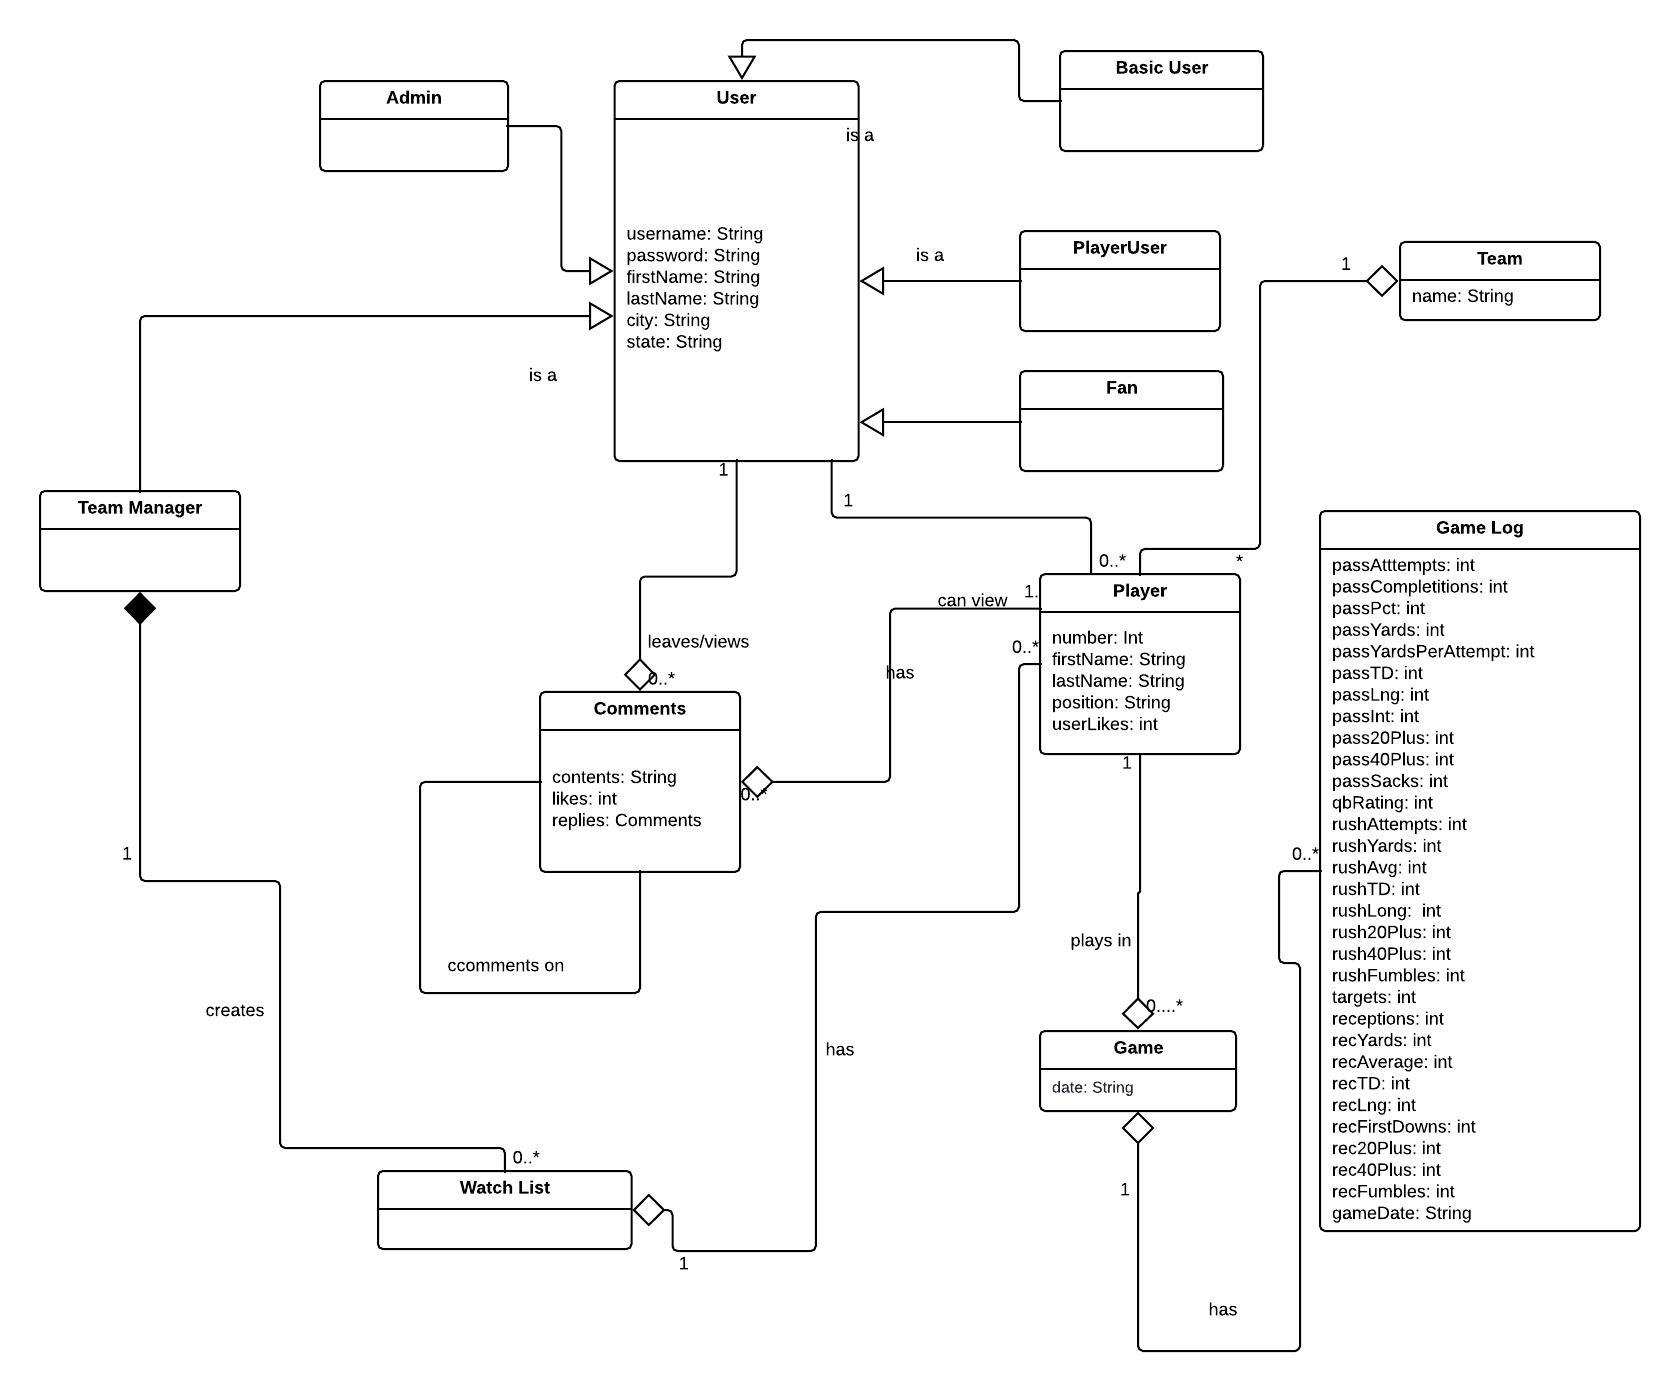 Basic User
Admin
User
is a
username: String
password: String
firstName: String
lastName: String
city: String
state: String
is a
PlayerUser
1
Team
name: String
is a
Fan
1
1
Team Manager
0..*
*
Game Log
passAtttempts: int
passCompletitions: int
passPct: int
passYards: int
passYardsPerAttempt: int
passTD: int
passLng: int
passInt: int
pass20Plus: int
pass40Plus: int
passSacks: int
qbRating: int
rushAttempts: int
rushYards: int
rushAvg: int
rushTD: int
rushLong:  int
rush20Plus: int
rush40Plus: int
rushFumbles: int
targets: int
receptions: int
recYards: int
recAverage: int
recTD: int
recLng: int
recFirstDowns: int
rec20Plus: int
rec40Plus: int
recFumbles: int
gameDate: String
can view
1.
Player
number: Int
firstName: String
lastName: String
position: String
userLikes: int
leaves/views
0..*
0..*
has
Comments
contents: String
likes: int
replies: Comments
0..*
1
1
0..*
ccomments on
plays in
0....*
creates
has
Game
date: String
0..*
Watch List
1
1
has